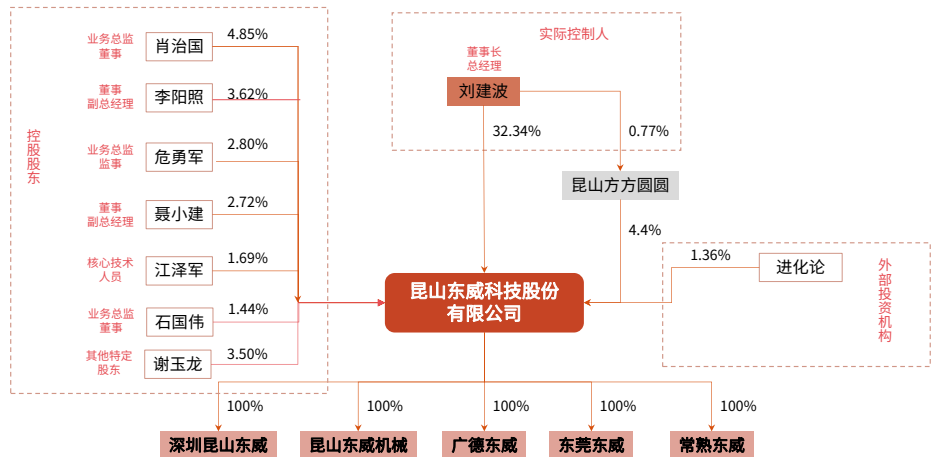 实际控制人
业务总监
董事
肖治国
4.85%
董事
副总经理
李阳照
3.62%
业务总监
监事
危勇军
2.80%
董事
副总经理
聂小建
2.72%
核心技术
人员
江泽军
1.69%
业务总监
董事
石国伟
1.44%
其他特定
股东
谢玉龙
3.50%
控股股东
董事长
总经理
刘建波
32.34%
0.77%
昆山方方圆圆
4.4%
1.36%
进化论
外部投资机构
昆山东威科技股份
有限公司
100%
100%
100%
100%
100%
深圳昆山东威
昆山东威机械
广德东威
东莞东威
常熟东威